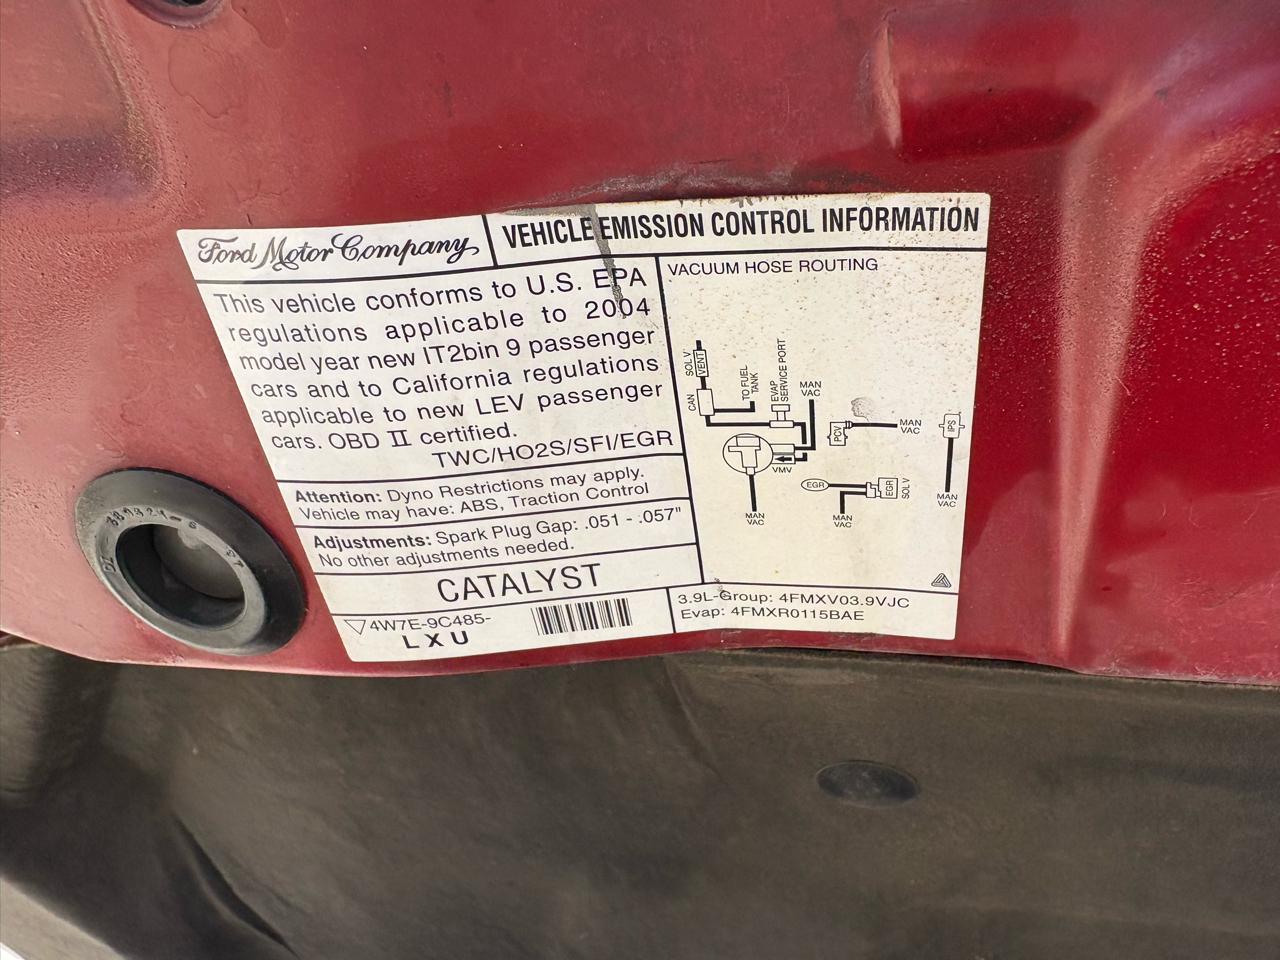 Ford Motor Company
VEHICLE EMISSION CONTROL INFORMATION
This vehicle conforms to U.S. EPA
regulations applicable to 2004
model year new IT2bin 9 passenger
cars and to California regulations
applicable to new LEV passenger
cars. OBD II certified.
TWC/HO2S/SFI/EGR
Attention: Dyno Restrictions may apply.
Vehicle may have: ABS, Traction Control
Adjustments: Spark Plug Gap: .051 - .057"
No other adjustments needed.
CATALYST
4W7E-9C485-
LXU
VACUUM HOSE ROUTING
SOL V
VENT
CAN
TO FUEL
TANK
EVAP
SERVICE PORT
MAN
VAC
PCV
MAN
VAC
IPS
VMV
EGR
EGR
SOL V
MAN
VAC
MAN
VAC
MAN
VAC
3.9L-Group: 4FMXV03.9VJC
Evap: 4FMXR0115BAE